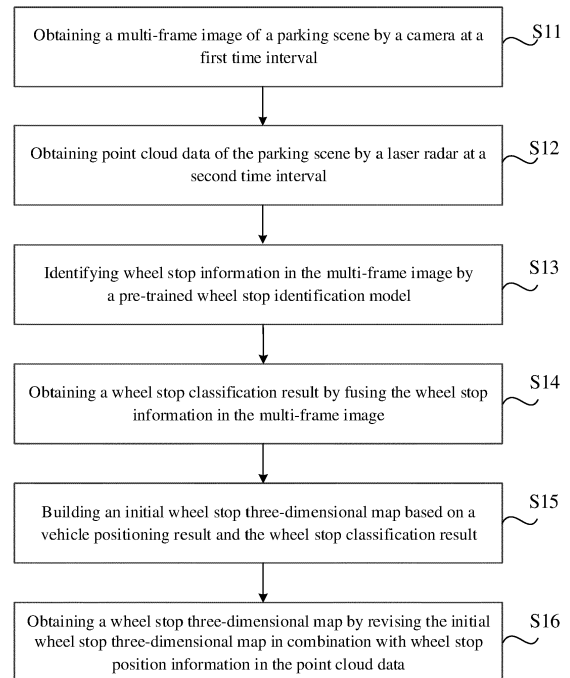 Obtaining a multi-frame image of a parking scene by a camera at a
first time interval
S11
Obtaining point cloud data of the parking scene by a laser radar at a
second time interval
S12
Identifying wheel stop information in the multi-frame image by
a pre-trained wheel stop identification model
S13
Obtaining a wheel stop classification result by fusing the wheel stop
information in the multi-frame image
S14
Building an initial wheel stop three-dimensional map based on a
vehicle positioning result and the wheel stop classification result
S15
Obtaining a wheel stop three-dimensional map by revising the initial
wheel stop three-dimensional map in combination with wheel stop
position information in the point cloud data
S16